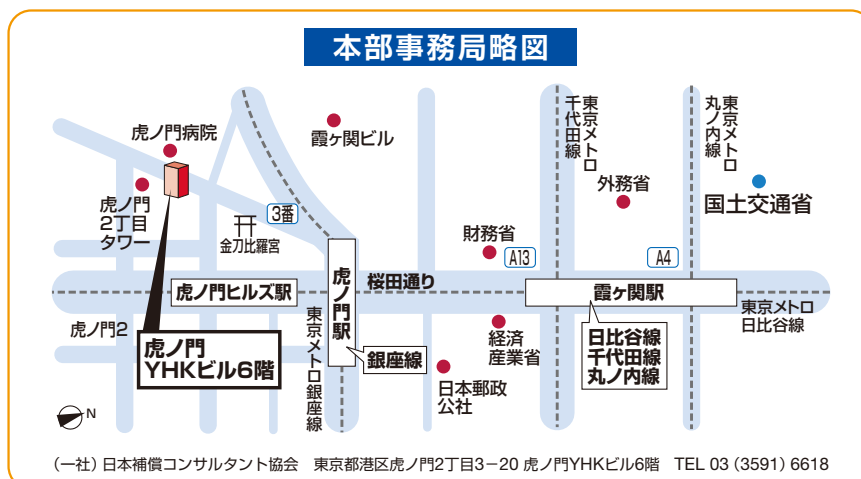 本部事務局略図
虎ノ門病院
霞ヶ関ビル
東京メトロ
千代田線
東京メトロ
丸ノ内線
外務省
国土交通省
虎ノ門
2丁目
タワー
3番
金刀比羅宮
財務省
A13
A4
虎ノ門ヒルズ駅
虎ノ門駅
桜田通り
霞ヶ関駅
東京メトロ
日比谷線
虎ノ門2
虎ノ門
YHKビル6階
東京メトロ銀座線
銀座線
経済
産業省
日比谷線
千代田線
丸ノ内線
日本郵政
公社
N
(一社)日本補償コンサルタント協会 東京都港区虎ノ門2丁目3−20 虎ノ門YHKビル6階 TEL 03(3591)6618